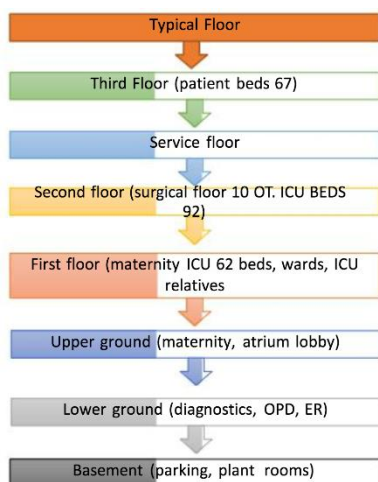 Typical Floor
Third Floor (patient beds 67)
Service floor
Second floor (surgical floor 10 OT. ICU BEDS
92)
First floor (maternity ICU 62 beds, wards, ICU
relatives
Upper ground (maternity, atrium lobby)
Lower ground (diagnostics, OPD, ER)
Basement (parking, plant rooms)